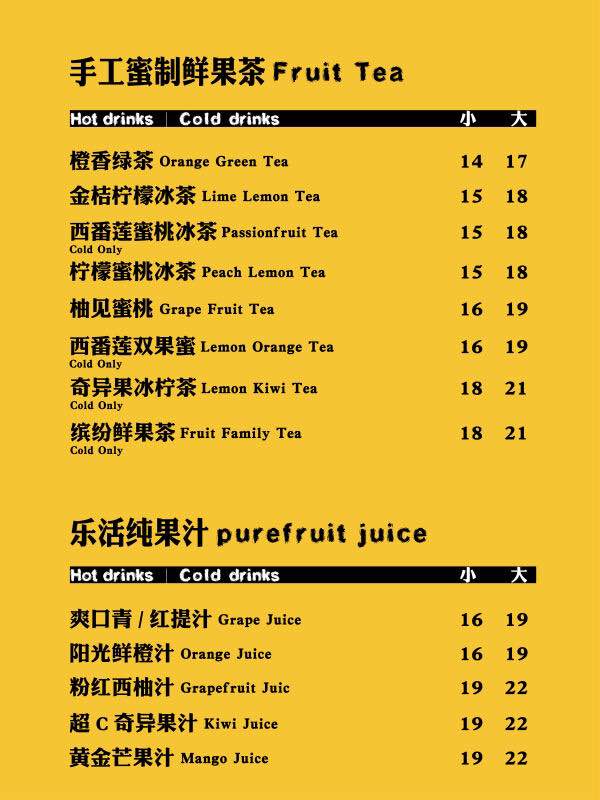 手工蜜制鲜果茶 Fruit Tea
Hot drinks | Cold drinks 小 大
橙香绿茶 Orange Green Tea 14 17
金桔柠檬冰茶 Lime Lemon Tea 15 18
西番莲蜜桃冰茶 Passionfruit Tea 15 18
Cold Only
柠檬蜜桃冰茶 Peach Lemon Tea 15 18
柚见蜜桃 Grape Fruit Tea 16 19
西番莲双果蜜 Lemon Orange Tea 16 19
Cold Only
奇异果冰柠茶 Lemon Kiwi Tea 18 21
Cold Only
缤纷鲜果茶 Fruit Family Tea 18 21
Cold Only
乐活纯果汁 purefruit juice
Hot drinks | Cold drinks 小 大
爽口青 / 红提汁 Grape Juice 16 19
阳光鲜橙汁 Orange Juice 16 19
粉红西柚汁 Grapefruit Juic 19 22
超 C 奇异果汁 Kiwi Juice 19 22
黄金芒果汁 Mango Juice 19 22